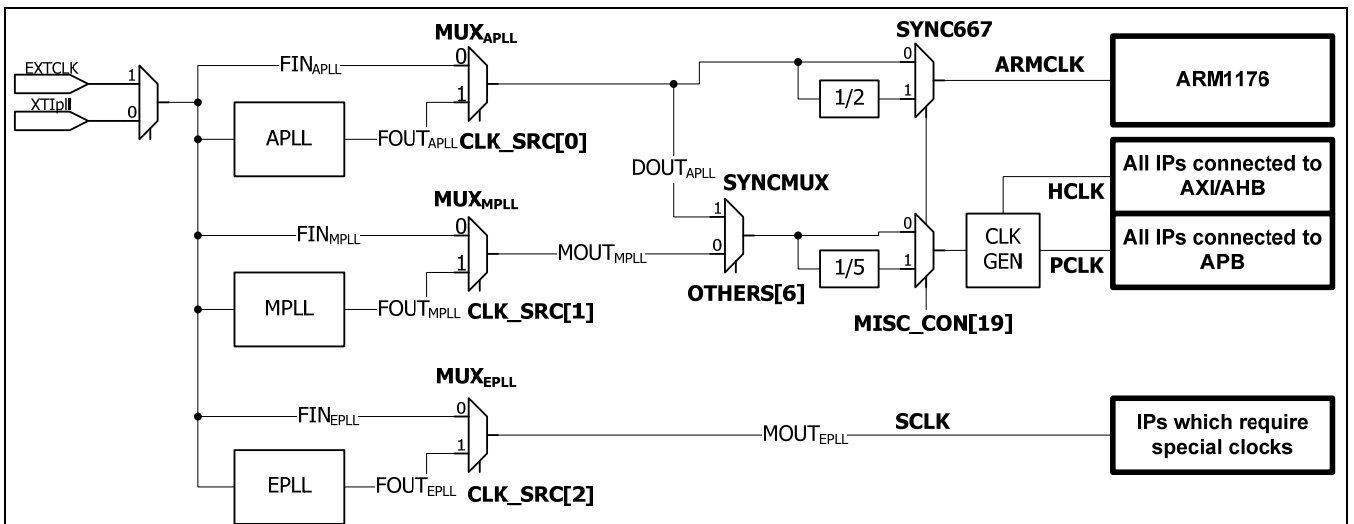 MUXAPLL
SYNC667
EXTCLK
1
FINAPLL
0
0
ARMCLK
ARM1176
XTIpll
0
1
1/2
1
APLL
FOUTAPLL
CLK_SRC[0]
DOUTAPLL
SYNCMUX
All IPs connected to
AXI/AHB
HCLK
MUXMPLL
1
FINMPLL
0
0
CLK
GEN
All IPs connected to
APB
MOUTMPLL
0
1
1/5
1
PCLK
MPLL
FOUTMPLL
CLK_SRC[1]
OTHERS[6]
MISC_CON[19]
MUXEPLL
FINEPLL
0
SCLK
IPs which require
special clocks
MOUTEPLL
1
EPLL
FOUTEPLL
CLK_SRC[2]